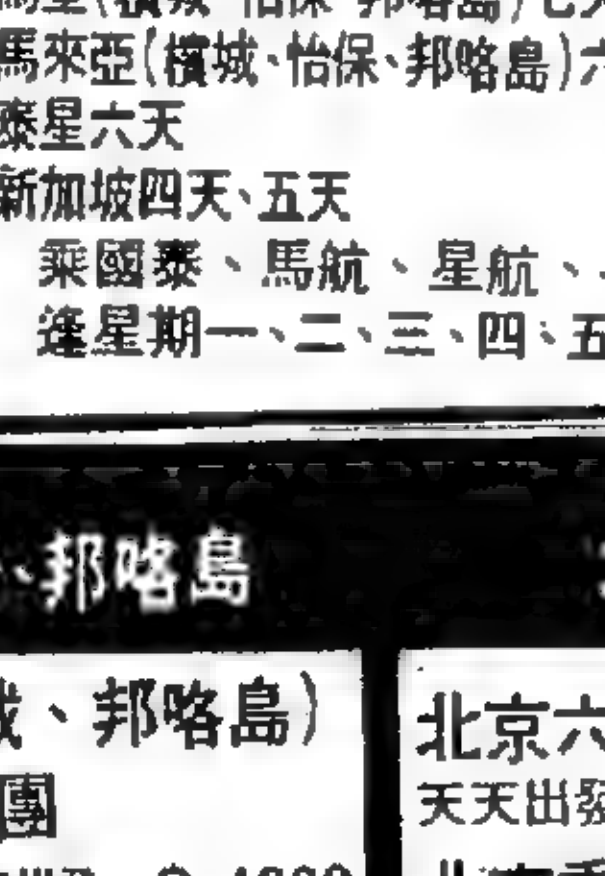 馬來亞(檳城、怡保、邦咯島)六
泰星六天
新加坡四天、五天
乘國泰、馬航、星航、
逢星期一、二、三、四、五
、邦咯島
、邦咯島)
團
北京六
天天出發